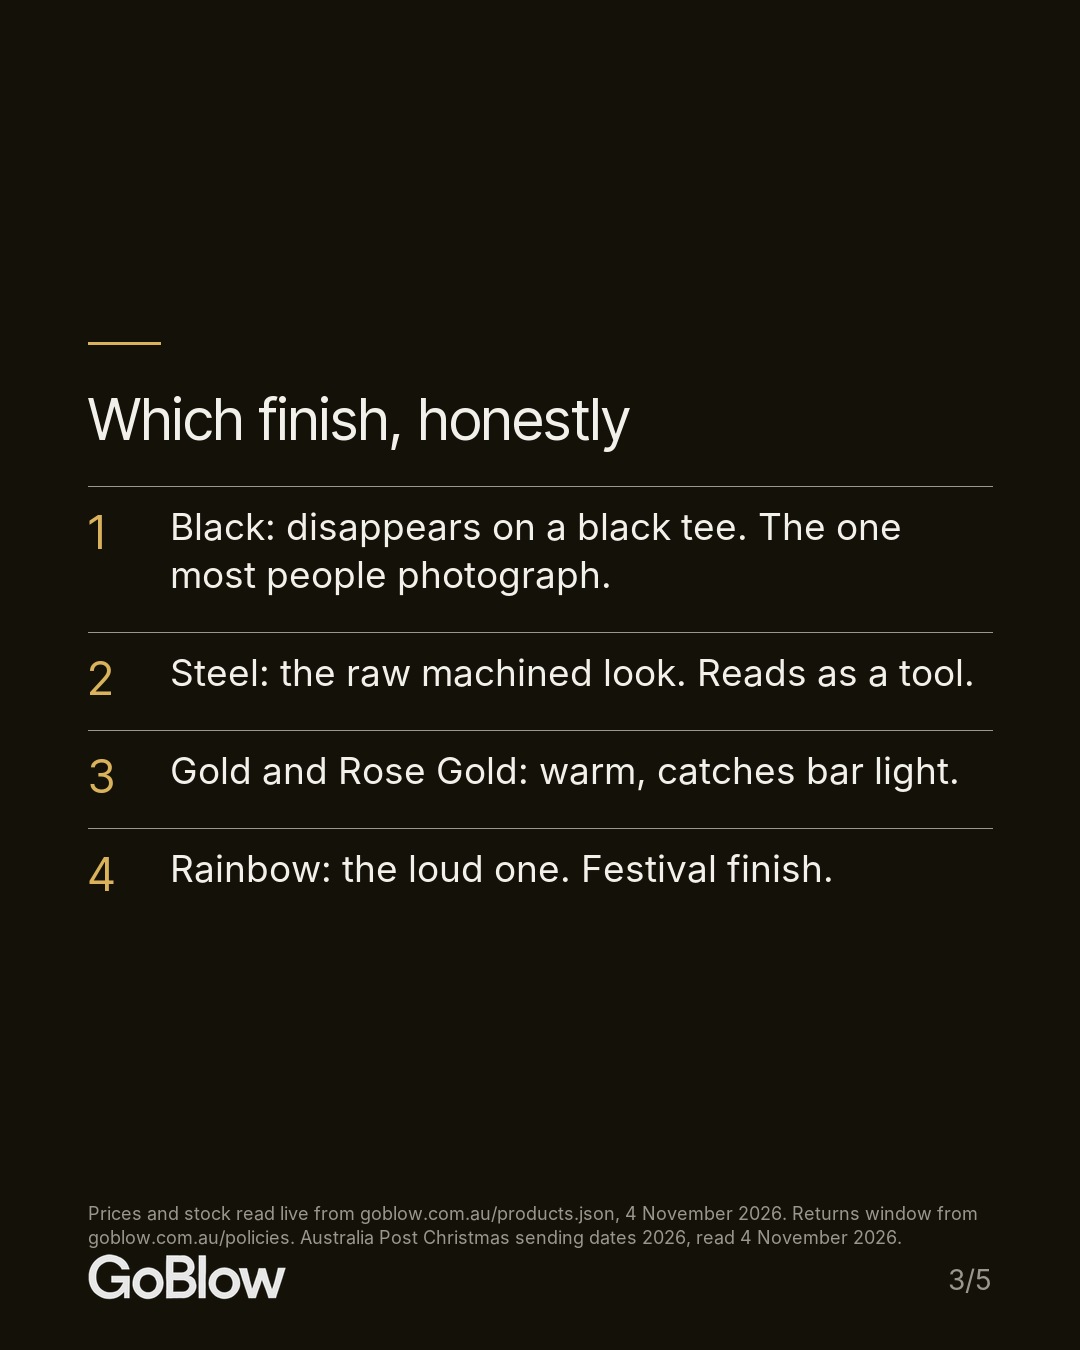 Which finish, honestly
1 Black: disappears on a black tee. The one
most people photograph.
2 Steel: the raw machined look. Reads as a tool.
3 Gold and Rose Gold: warm, catches bar light.
4 Rainbow: the loud one. Festival finish.
Prices and stock read live from goblow.com.au/products.json, 4 November 2026. Returns window from
goblow.com.au/policies. Australia Post Christmas sending dates 2026, read 4 November 2026.
GoBlow
3/5